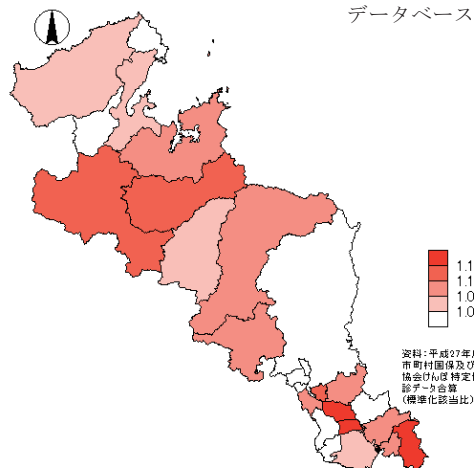 データベース
1.1
1.1
1.0
1.0
資料:平成27年度
市町村国保及び
協会けんぽ特定
診データ合算
(標準化該当比)